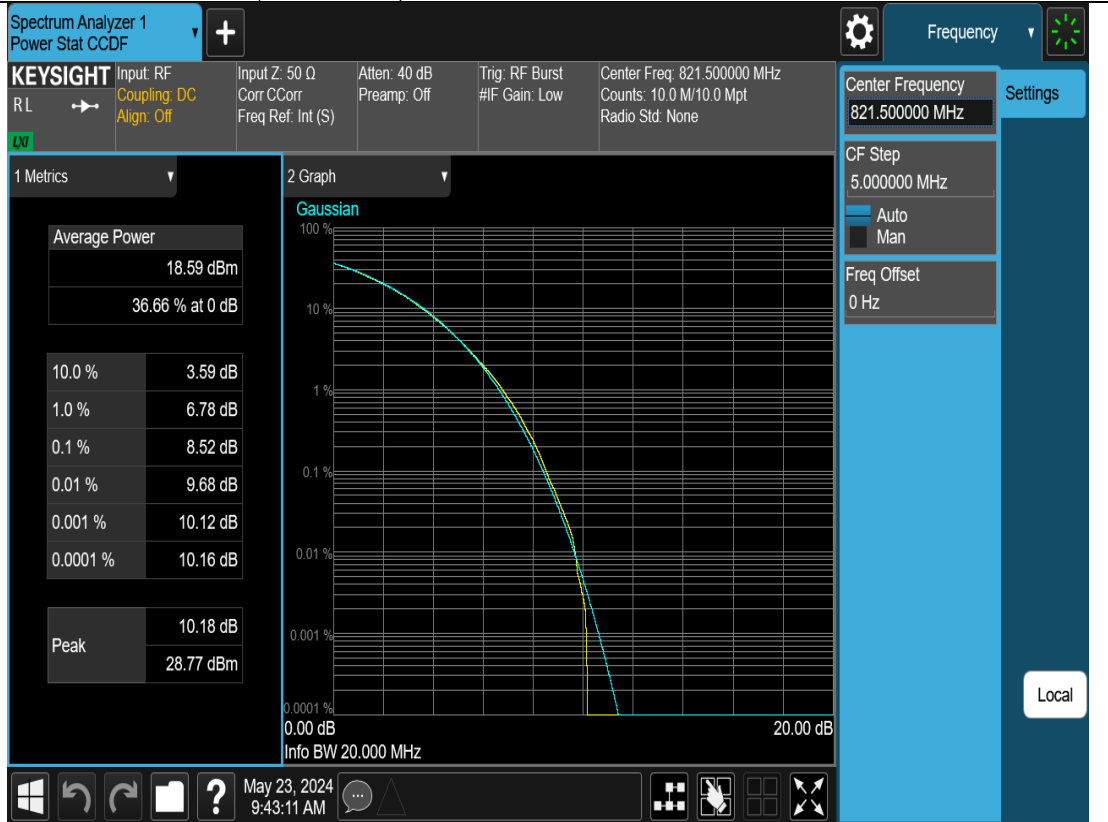 Spectrum Analyzer 1
Power Stat CCDF
+
Frequency
KEYSIGHT
R L
LXI
Input: RF
Coupling: DC
Align: Off
Input Z: 50 Ω
Corr CCorr
Freq Ref: Int (S)
Atten: 40 dB
Preamp: Off
Trig: RF Burst
#IF Gain: Low
Center Freq: 821.500000 MHz
Counts: 10.0 M/10.0 Mpt
Radio Std: None
Center Frequency
821.500000 MHz
Settings
CF Step
5.000000 MHz
Auto
Man
Freq Offset
0 Hz
1 Metrics
Average Power
18.59 dBm
36.66 % at 0 dB
10.0 % 3.59 dB
1.0 % 6.78 dB
0.1 % 8.52 dB
0.01 % 9.68 dB
0.001 % 10.12 dB
0.0001 % 10.16 dB
Peak
10.18 dB
28.77 dBm
2 Graph
Gaussian
100 %
10 %
1 %
0.1 %
0.01 %
0.001 %
0.0001 %
0.00 dB 20.00 dB
Info BW 20.000 MHz
Local
?
May 23, 2024
9:43:11 AM